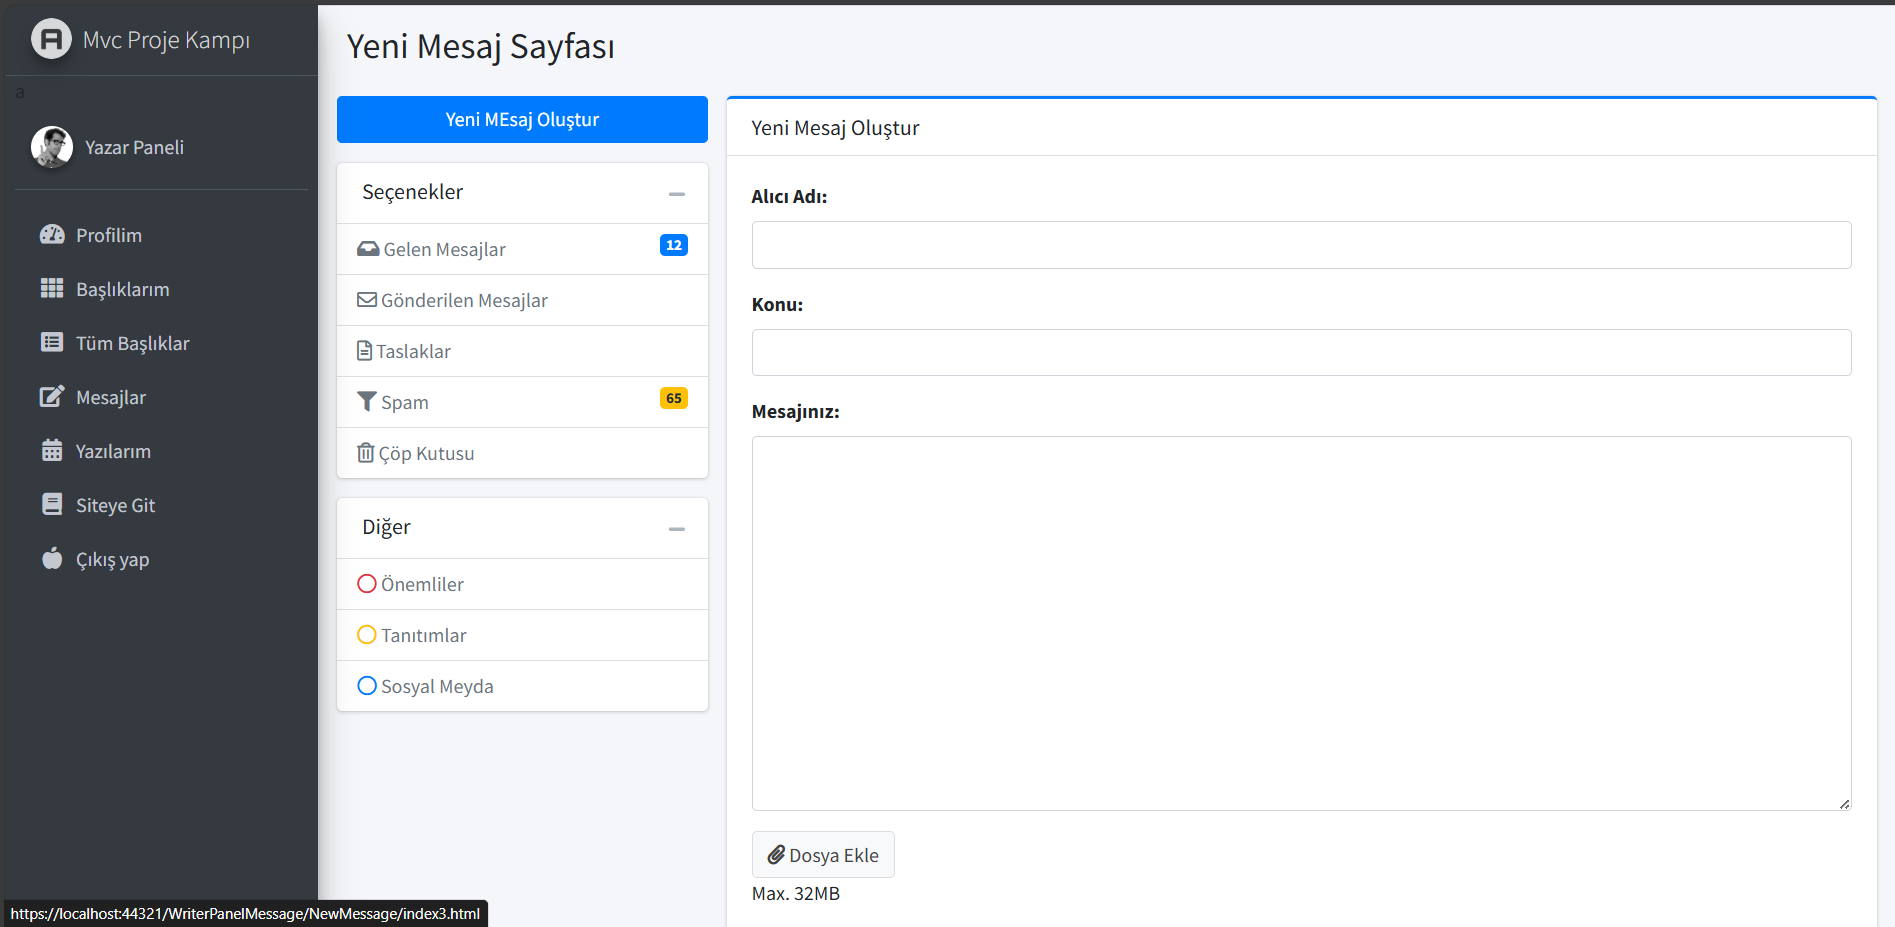 Mvc Proje Kampı
a
Yazar Paneli
Profilim
Başlıklarım
Tüm Başlıklar
Mesajlar
Yazılarım
Siteye Git
Çıkış yap
https://localhost:44321/WriterPanelMessage/NewMessage/index3.html
Yeni Mesaj Sayfası
Yeni MEsaj Oluştur
Seçenekler
Gelen Mesajlar 12
Gönderilen Mesajlar
Taslaklar
Spam 65
Çöp Kutusu
Diğer
Önemliler
Tanıtımlar
Sosyal Meyda
Yeni Mesaj Oluştur
Alıcı Adı:
Konu:
Mesajınız:
Dosya Ekle
Max. 32MB